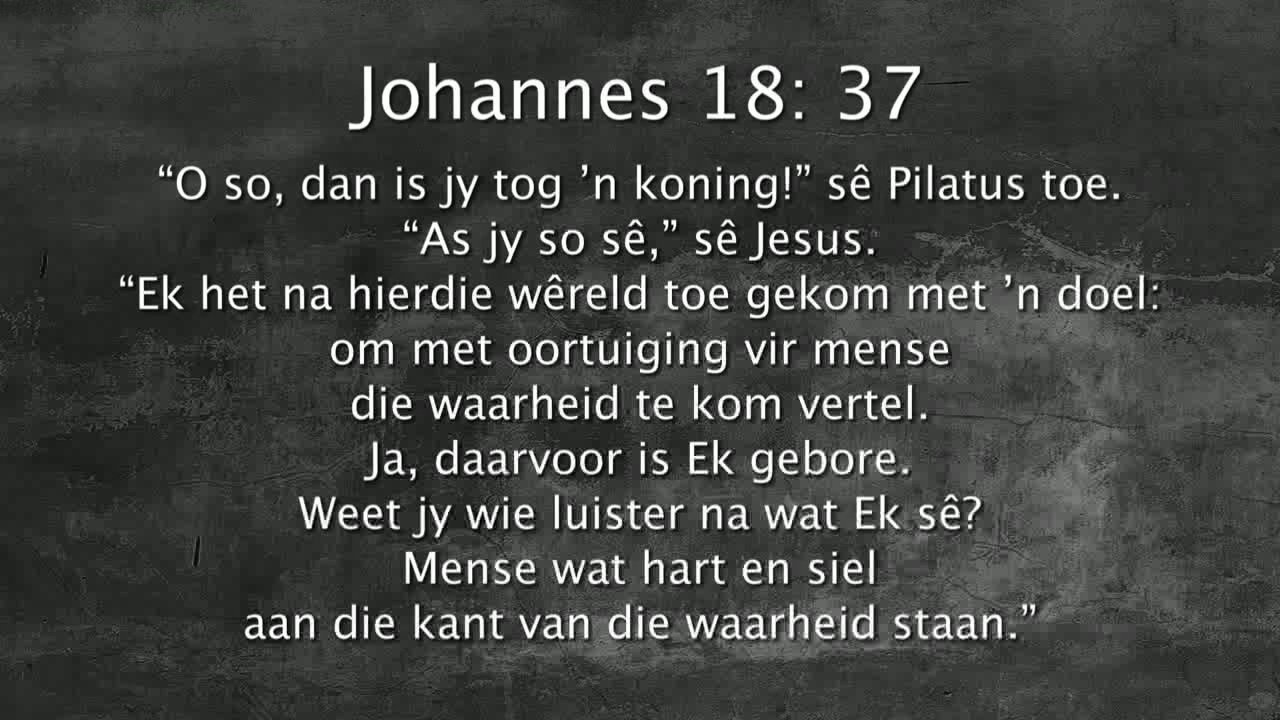 Johannes 18: 37
“O so, dan is jy tog ’n koning!” sê Pilatus toe.
“As jy so sê,” sê Jesus.
“Ek het na hierdie wêreld toe gekom met ’n doel:
om met oortuiging vir mense
die waarheid te kom vertel.
Ja, daarvoor is Ek gebore.
Weet jy wie luister na wat Ek sê?
Mense wat hart en siel
aan die kant van die waarheid staan.”